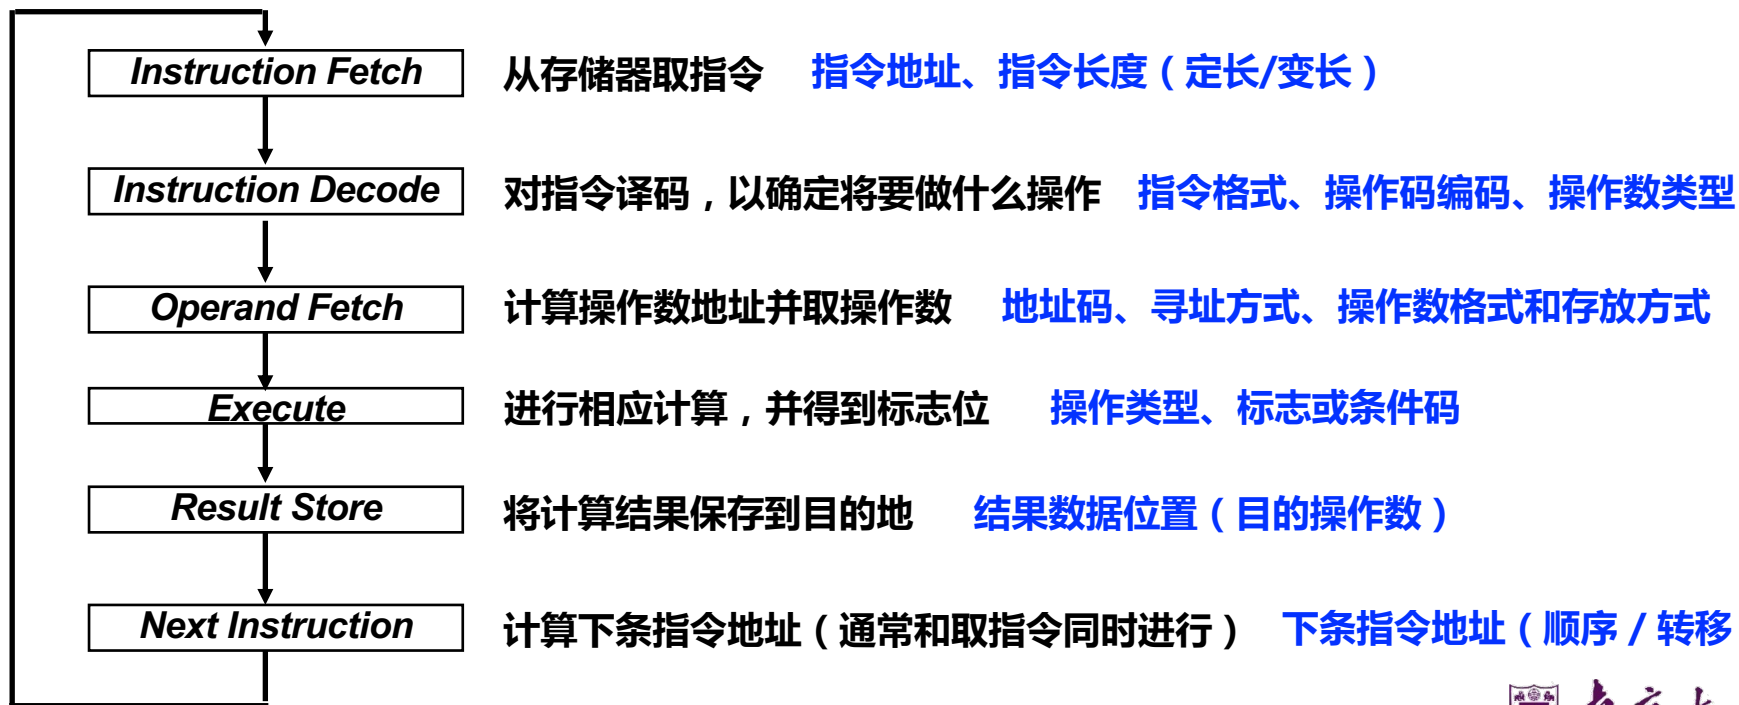 Instruction Fetch 从存储器取指令 指令地址、指令长度（定长/变长）
Instruction Decode 对指令译码，以确定将要做什么操作 指令格式、操作码编码、操作数类型
Operand Fetch 计算操作数地址并取操作数 地址码、寻址方式、操作数格式和存放方式
Execute 进行相应计算，并得到标志位 操作类型、标志或条件码
Result Store 将计算结果保存到目的地 结果数据位置（目的操作数）
Next Instruction 计算下条指令地址（通常和取指令同时进行） 下条指令地址（顺序／转移